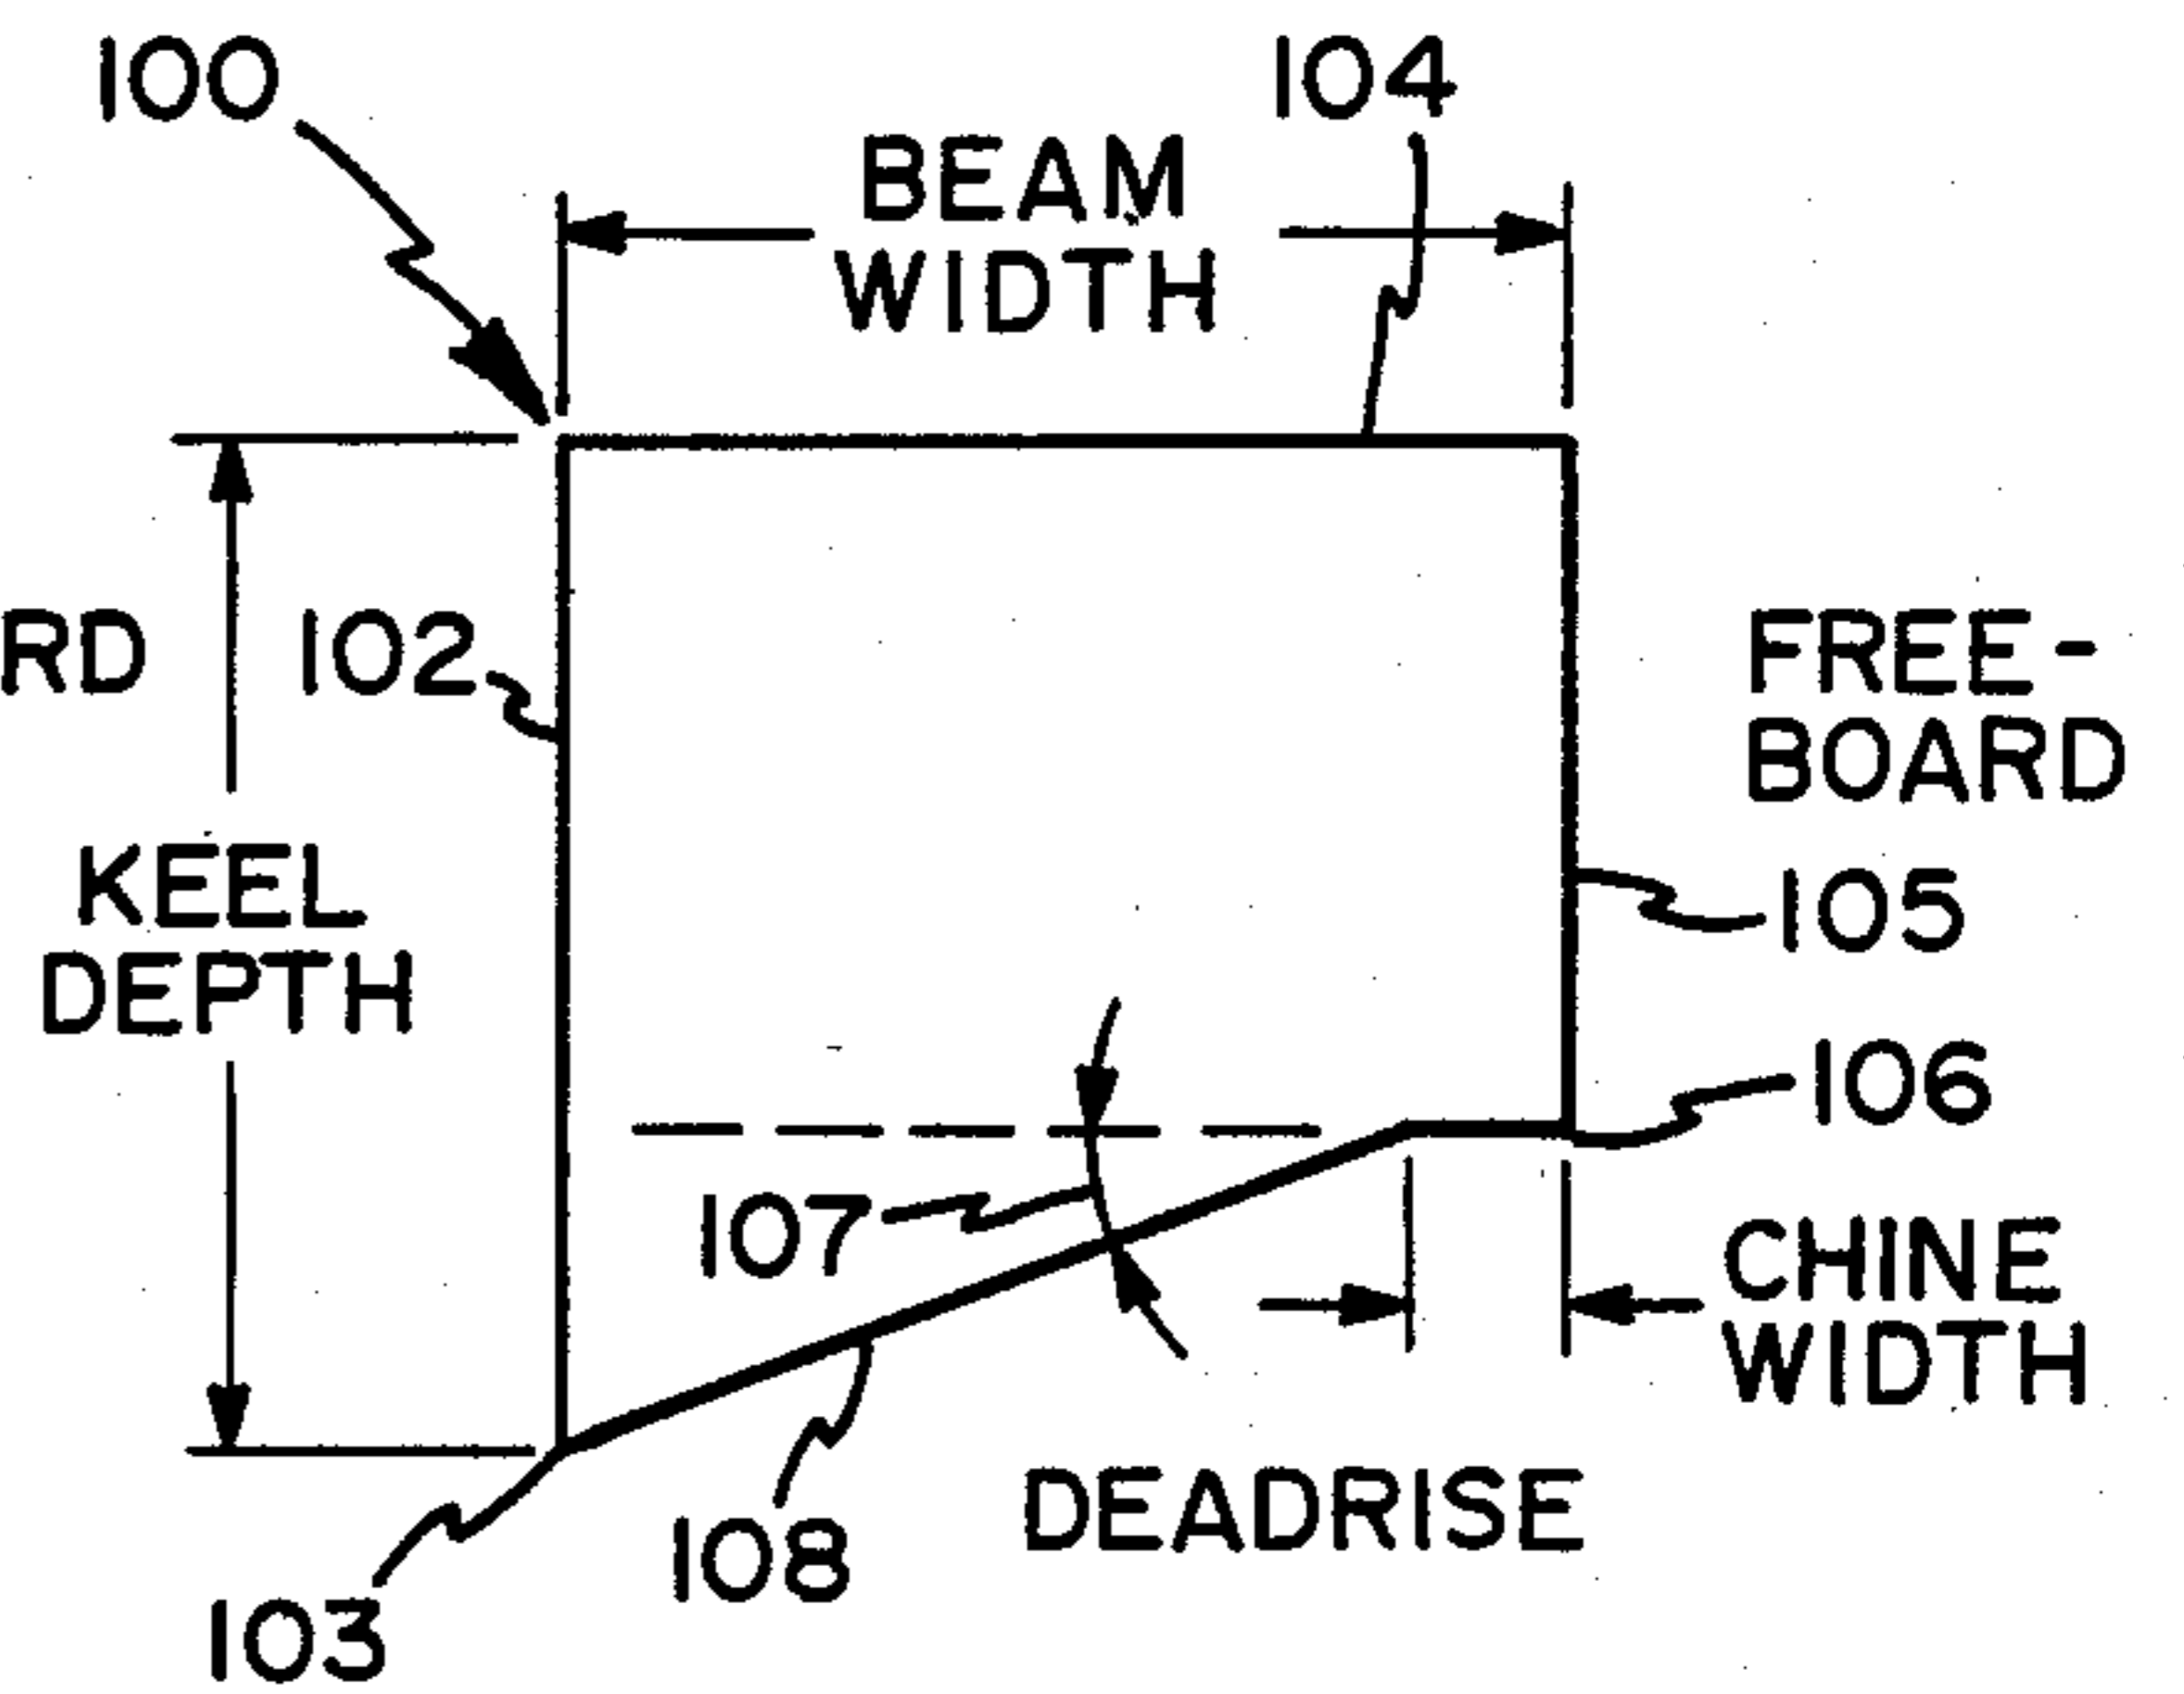 100
104
BEAM
WIDTH
RD
102
FREE-
BOARD
KEEL
DEPTH
105
106
107
CHINE
WIDTH
DEADRISE
108
103